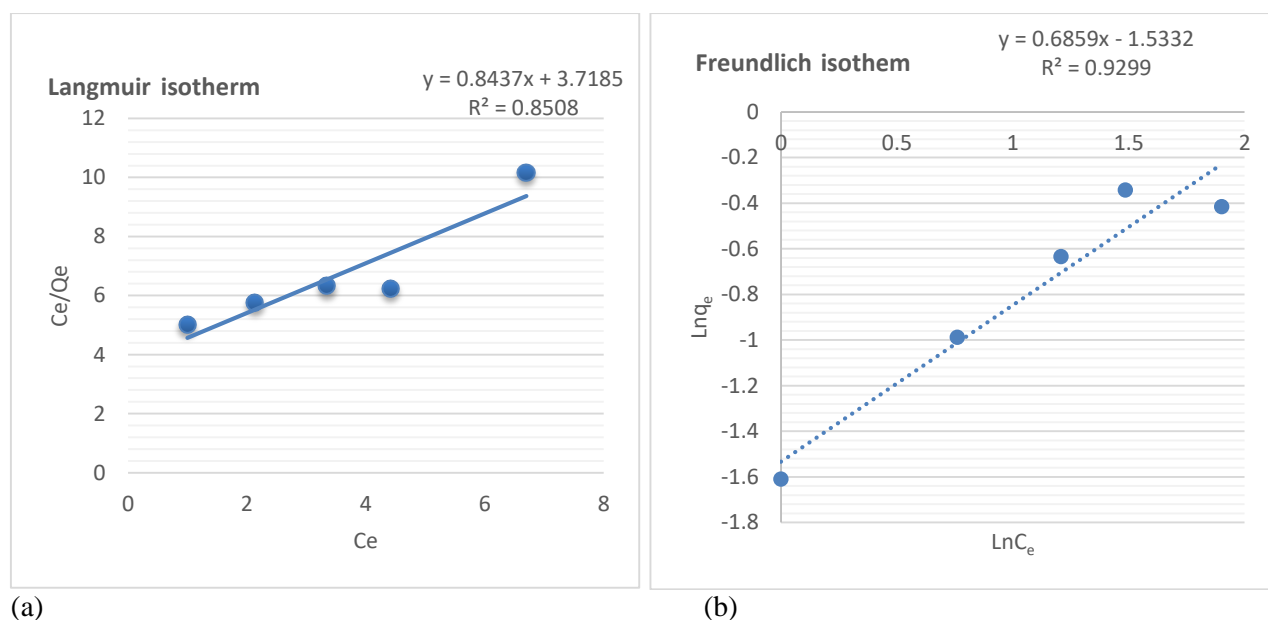 Langmuir isotherm
y = 0.8437x + 3.7185
R² = 0.8508
12
10
8
6
4
2
0
0 2 4 6 8
Ce/Qe
Ce
(a)
Freundlich isothem
y = 0.6859x - 1.5332
R² = 0.9299
0
0 0.5 1 1.5 2
-0.2
-0.4
-0.6
-0.8
-1
-1.2
-1.4
-1.6
-1.8
Lnqₑ
LnCₑ
(b)